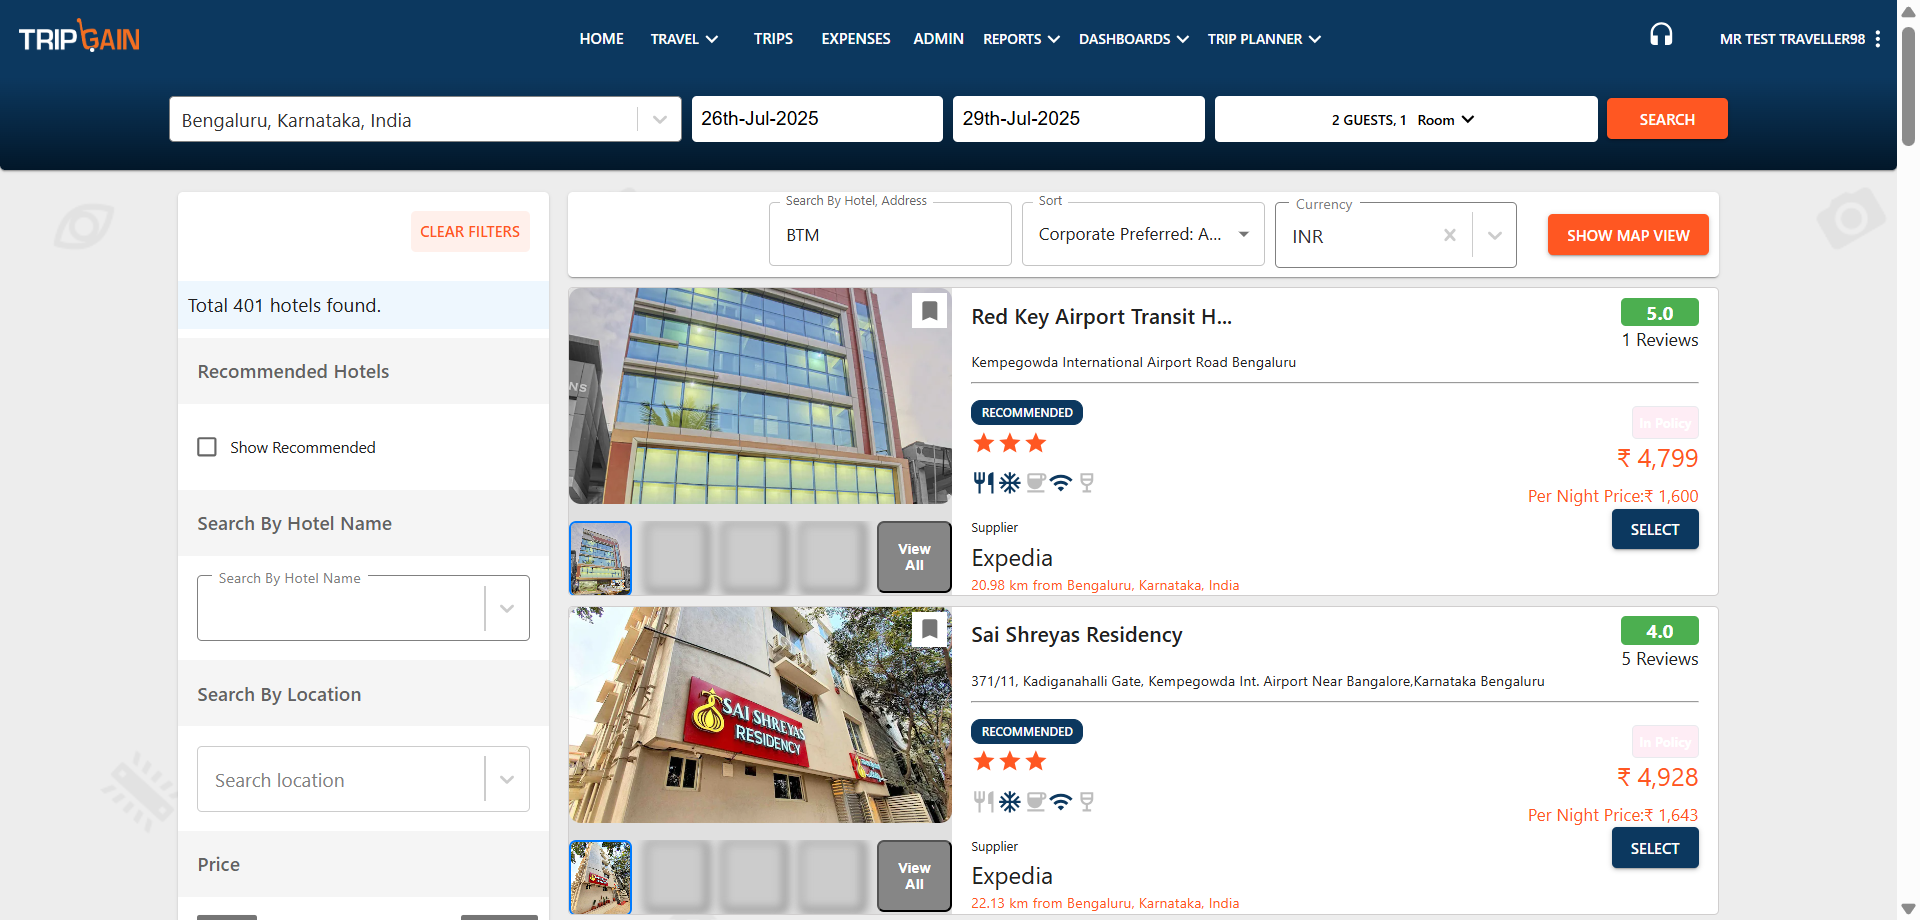 TRIPGAIN
HOME TRAVEL TRIPS EXPENSES ADMIN REPORTS DASHBOARDS TRIP PLANNER
MR TEST TRAVELLER98
Bengaluru, Karnataka, India
26th-Jul-2025
29th-Jul-2025
2 GUESTS, 1 Room
SEARCH
CLEAR FILTERS
Total 401 hotels found.
Recommended Hotels
Show Recommended
Search By Hotel Name
Search By Hotel Name
Search By Location
Search location
Price
Search By Hotel, Address
BTM
Sort
Corporate Preferred: A...
Currency
INR
SHOW MAP VIEW
Red Key Airport Transit H...
5.0
1 Reviews
Kempegowda International Airport Road Bengaluru
RECOMMENDED
In Policy
₹ 4,799
Per Night Price:₹ 1,600
SELECT
Supplier
Expedia
20.98 km from Bengaluru, Karnataka, India
NS
View
All
SAI SHREYAS
RESIDENCY
Sai Shreyas Residency
4.0
5 Reviews
371/11, Kadiganahalli Gate, Kempegowda Int. Airport Near Bangalore,Karnataka Bengaluru
RECOMMENDED
In Policy
₹ 4,928
Per Night Price:₹ 1,643
SELECT
Supplier
Expedia
22.13 km from Bengaluru, Karnataka, India
View
All